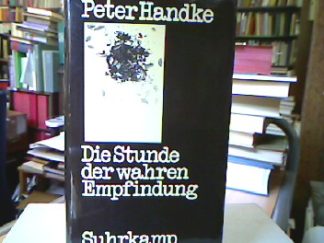 Peter Handke
Die Stunde
der wahren
Empfindung
Suhrkamp